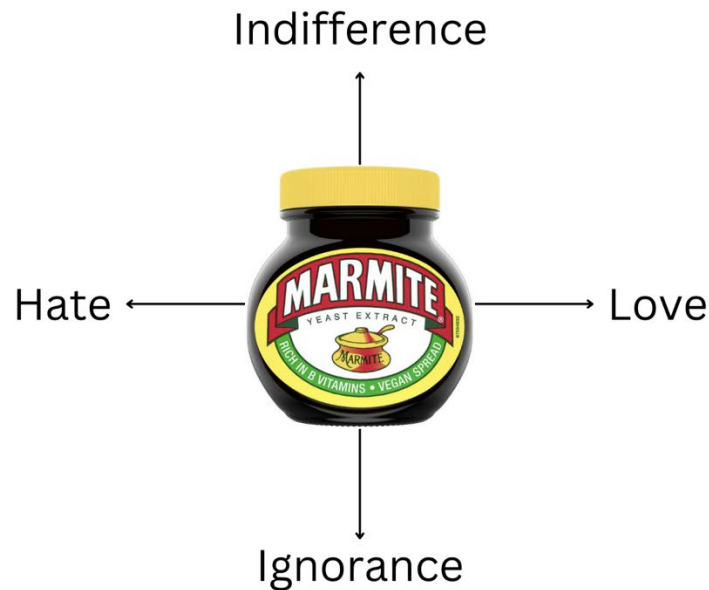 Indifference
Hate
MARMITE
YEAST EXTRACT
MARMITE
RICH IN B VITAMINS • VEGAN SPREAD
Love
Ignorance